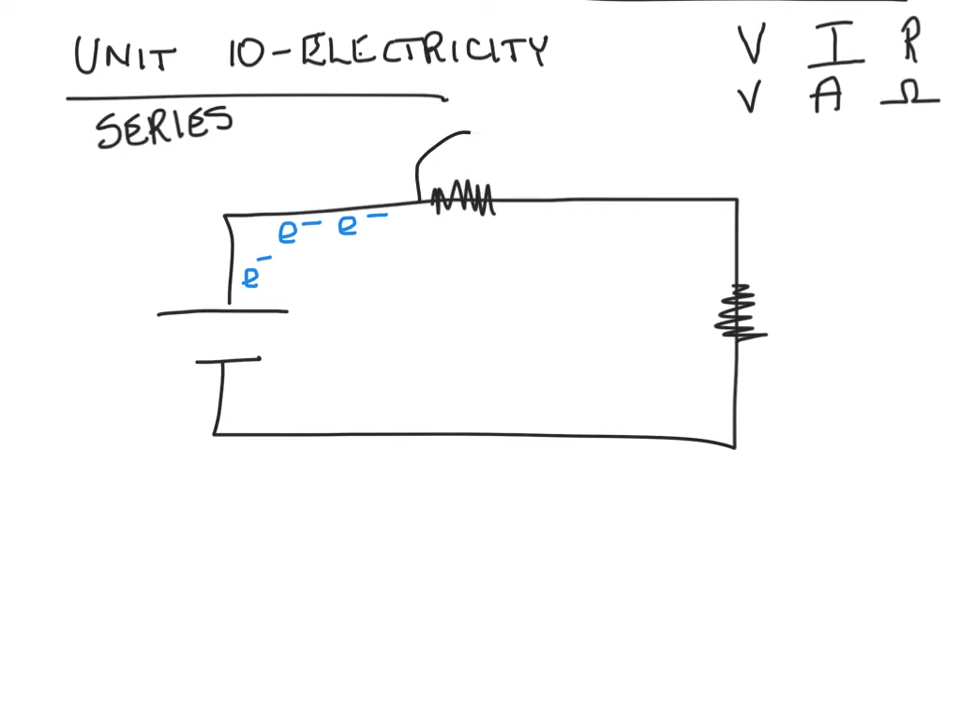 UNIT 10-ELECTRICITY
V I R
V A Ω
SERIES
e⁻ e⁻
e⁻